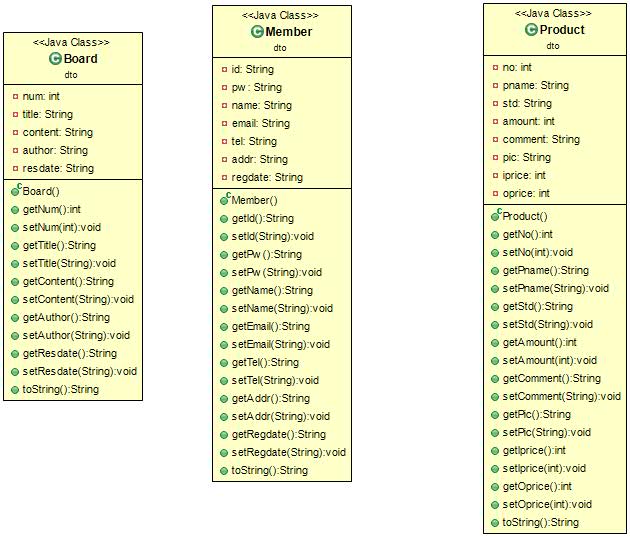 <<Java Class>>
C Board
dto
num: int
title: String
content: String
author: String
resdate: String
C Board()
getNum():int
setNum(int):void
getTitle():String
setTitle(String):void
getContent():String
setContent(String):void
getAuthor():String
setAuthor(String):void
getResdate():String
setResdate(String):void
toString():String
<<Java Class>>
C Member
dto
id: String
pw: String
name: String
email: String
tel: String
addr: String
regdate: String
C Member()
getId():String
setId(String):void
getPw():String
setPw(String):void
getName():String
setName(String):void
getEmail():String
setEmail(String):void
getTel():String
setTel(String):void
getAddr():String
setAddr(String):void
getRegdate():String
setRegdate(String):void
toString():String
<<Java Class>>
C Product
dto
no: int
pname: String
std: String
amount: int
comment: String
pic: String
iprice: int
oprice: int
C Product()
getNo():int
setNo(int):void
getPname():String
setPname(String):void
getStd():String
setStd(String):void
getAmount():int
setAmount(int):void
getComment():String
setComment(String):void
getPic():String
setPic(String):void
getIprice():int
setIprice(int):void
getOprice():int
setOprice(int):void
toString():String